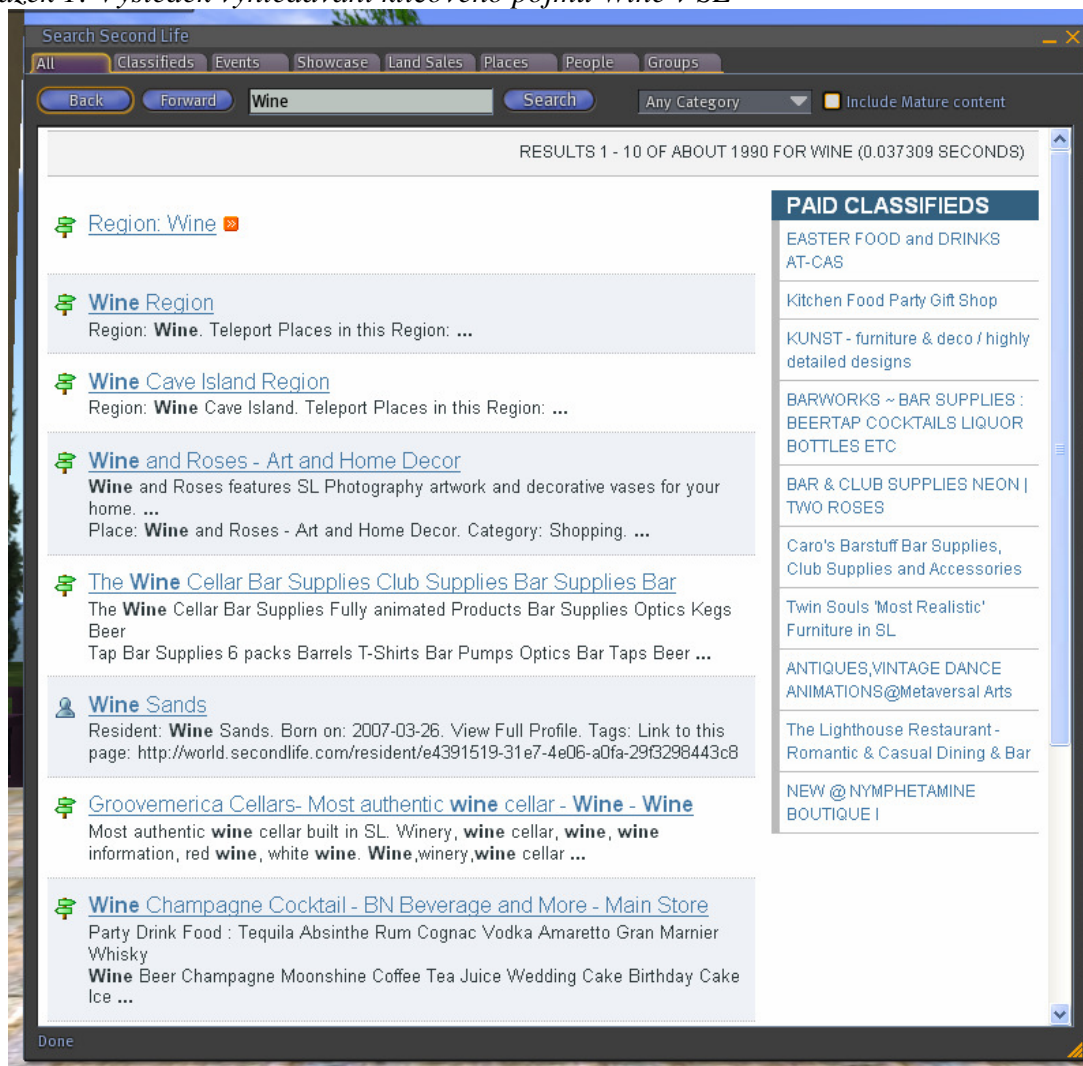 Výsledek vyhledávání klíčového pojmu Wine v SL
Search Second Life
All Classifieds Events Showcase Land Sales Places People Groups
Back Forward Wine Search Any Category Include Mature content
RESULTS 1 - 10 OF ABOUT 1990 FOR WINE (0.037309 SECONDS)
Region: Wine
Wine Region
Region: Wine. Teleport Places in this Region: ...
Wine Cave Island Region
Region: Wine Cave Island. Teleport Places in this Region: ...
Wine and Roses - Art and Home Decor
Wine and Roses features SL Photography artwork and decorative vases for your
home. ...
Place: Wine and Roses - Art and Home Decor. Category: Shopping. ...
The Wine Cellar Bar Supplies Club Supplies Bar Supplies Bar
The Wine Cellar Bar Supplies Fully animated Products Bar Supplies Optics Kegs
Beer
Tap Bar Supplies 6 packs Barrels T-Shirts Bar Pumps Optics Bar Taps Beer ...
Wine Sands
Resident: Wine Sands. Born on: 2007-03-26. View Full Profile. Tags: Link to this
page: http://world.secondlife.com/resident/e4391519-31e7-4e06-a0fa-29f3298443c8
Groovemerica Cellars- Most authentic wine cellar - Wine - Wine
Most authentic wine cellar built in SL. Winery, wine cellar, wine, wine
information, red wine, white wine. Wine,winery,wine cellar ...
Wine Champagne Cocktail - BN Beverage and More - Main Store
Party Drink Food : Tequila Absinthe Rum Cognac Vodka Amaretto Gran Marnier
Whisky
Wine Beer Champagne Moonshine Coffee Tea Juice Wedding Cake Birthday Cake
Ice ...
PAID CLASSIFIEDS
EASTER FOOD and DRINKS
AT-CAS
Kitchen Food Party Gift Shop
KUNST - furniture & deco / highly
detailed designs
BARWORKS ~ BAR SUPPLIES :
BEERTAP COCKTAILS LIQUOR
BOTTLES ETC
BAR & CLUB SUPPLIES NEON |
TWO ROSES
Caro's Barstuff Bar Supplies,
Club Supplies and Accessories
Twin Souls 'Most Realistic'
Furniture in SL
ANTIQUES,VINTAGE DANCE
ANIMATIONS@Metaversal Arts
The Lighthouse Restaurant -
Romantic & Casual Dining & Bar
NEW @ NYMPHETAMINE
BOUTIQUE I
Done